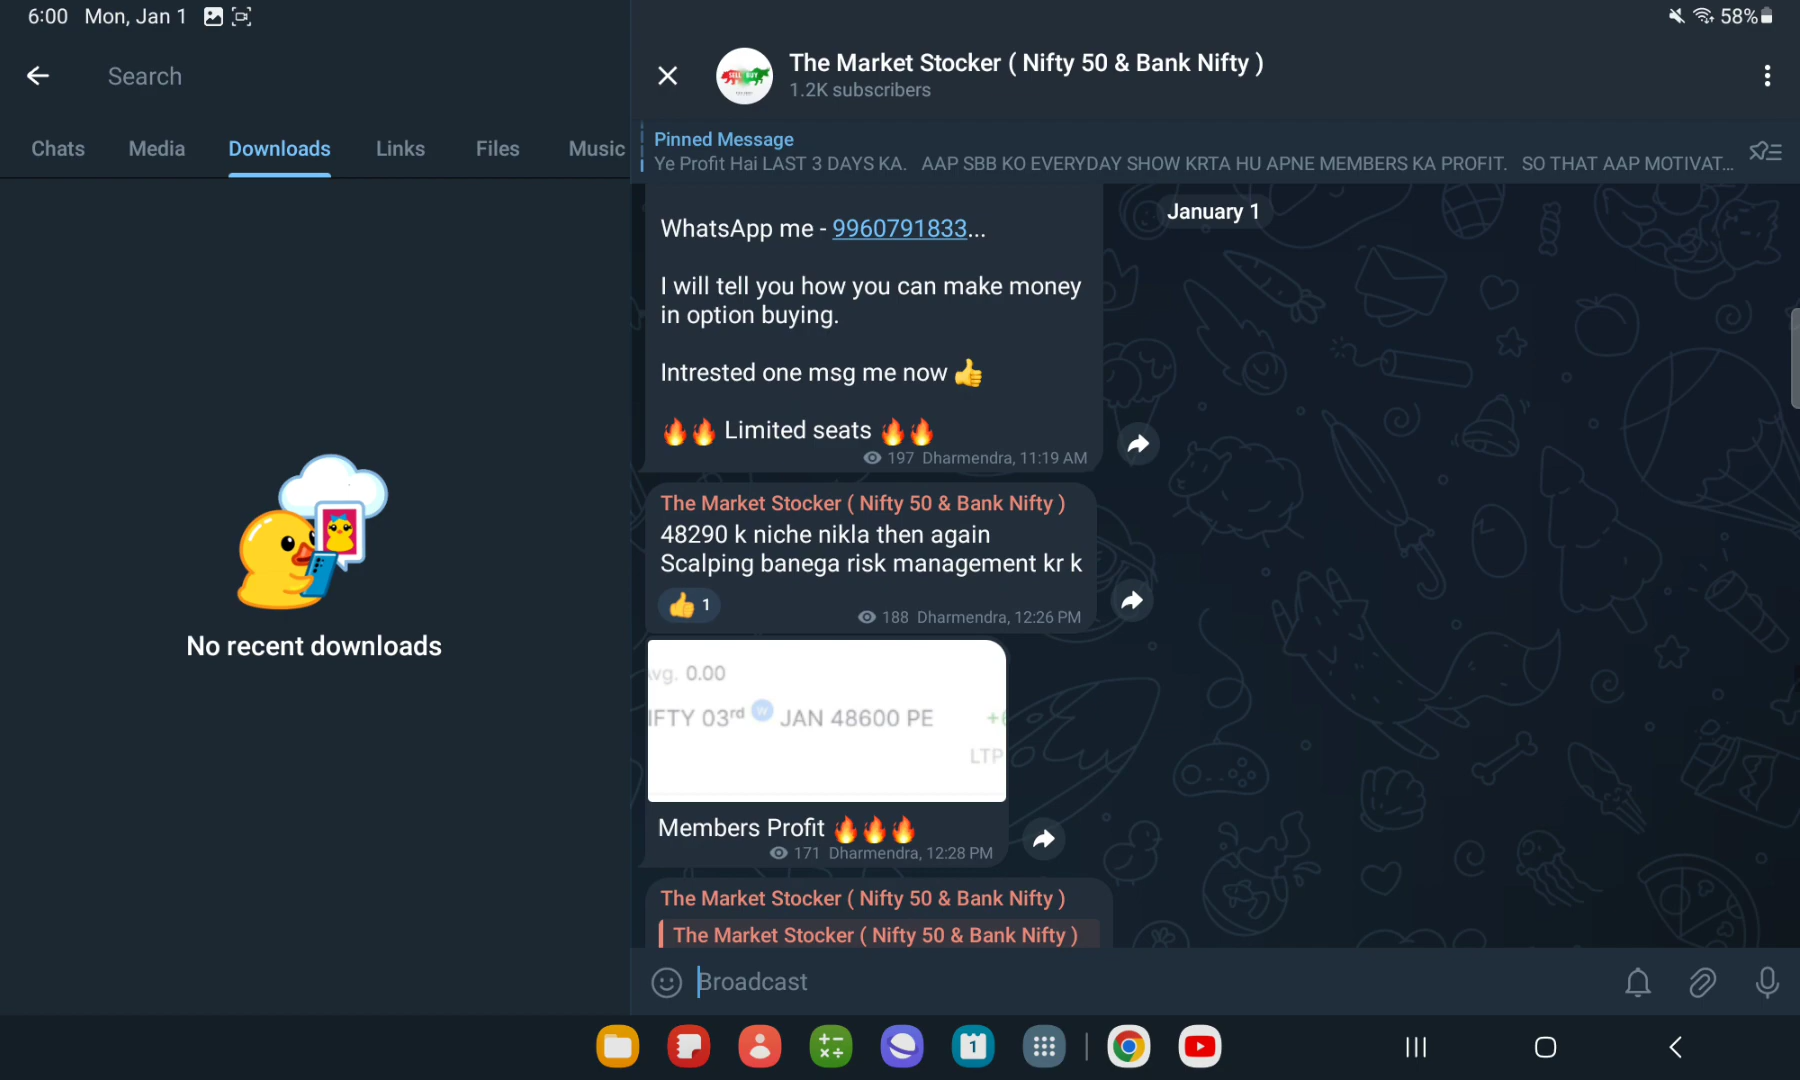 6:00 Mon, Jan 1
58%
Search
Chats Media Downloads Links Files Music
No recent downloads
The Market Stocker ( Nifty 50 & Bank Nifty )
1.2K subscribers
Pinned Message
Ye Profit Hai LAST 3 DAYS KA. AAP SBB KO EVERYDAY SHOW KRTA HU APNE MEMBERS KA PROFIT. SO THAT AAP MOTIVAT...
January 1
WhatsApp me - 9960791833...
I will tell you how you can make money
in option buying.
Intrested one msg me now 👍
🔥🔥 Limited seats 🔥🔥
197 Dharmendra, 11:19 AM
The Market Stocker ( Nifty 50 & Bank Nifty )
48290 k niche nikla then again
Scalping banega risk management kr k
👍 1
188 Dharmendra, 12:26 PM
0.00
03rd W JAN 48600 PE
LTP
Members Profit 🔥🔥🔥
171 Dharmendra, 12:28 PM
The Market Stocker ( Nifty 50 & Bank Nifty )
The Market Stocker ( Nifty 50 & Bank Nifty )
Broadcast
1